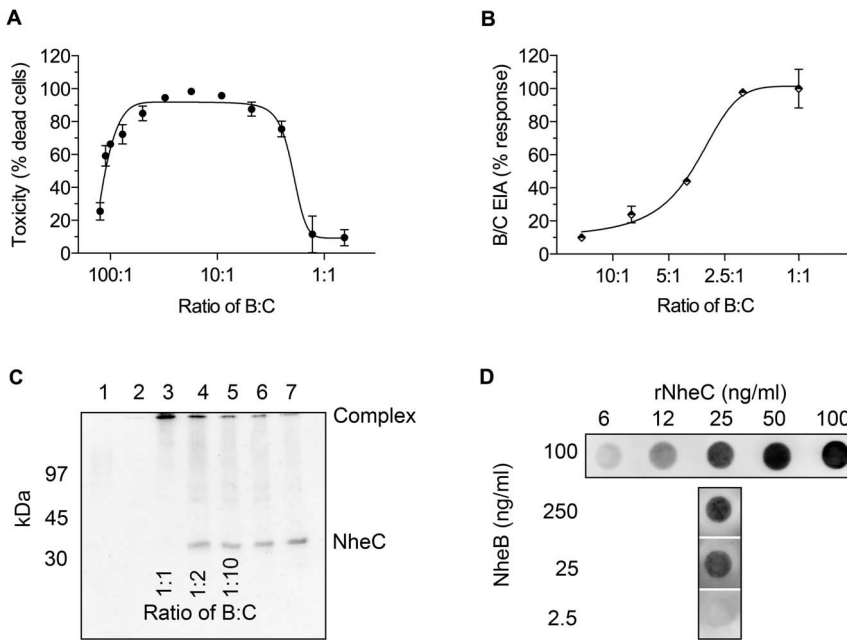 A
Toxicity (% dead cells)
120
100
80
60
40
20
0
100:1 10:1 1:1
Ratio of B:C
B
B/C EIA (% response)
120
100
80
60
40
20
0
10:1 5:1 2.5:1 1:1
Ratio of B:C
C
1 2 3 4 5 6 7
Complex
kDa
97
45
30
NheC
1:1 1:2 1:10
Ratio of B:C
D
rNheC (ng/ml)
6 12 25 50 100
NheB (ng/ml)
100
250
25
2.5